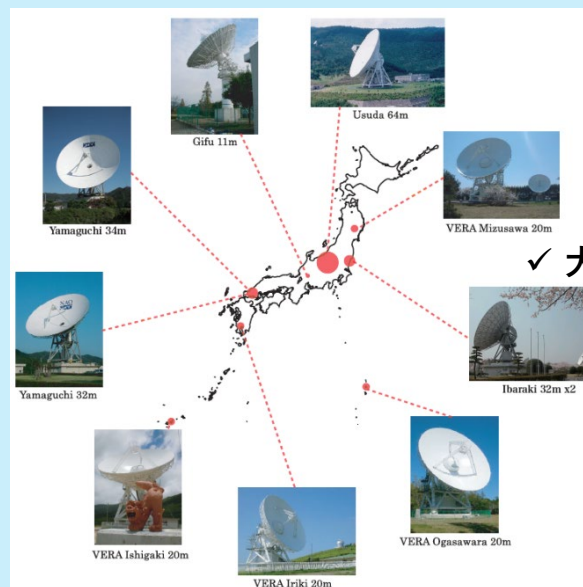 Usuda 64m
Gifu 11m
Yamaguchi 34m
VERA Mizusawa 20m
✓
Yamaguchi 32m
Ibaraki 32m x2
VERA Ishigaki 20m
VERA Ogasawara 20m
VERA Iriki 20m